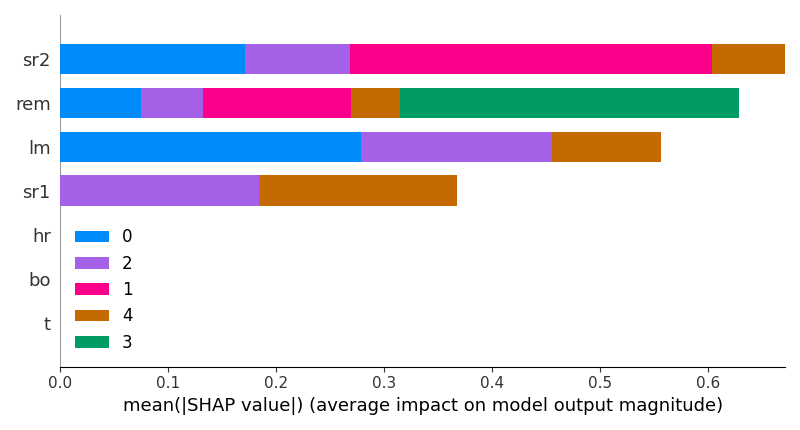 sr2
rem
lm
sr1
hr
bo
t
0
2
1
4
3
0.0 0.1 0.2 0.3 0.4 0.5 0.6
mean(|SHAP value|) (average impact on model output magnitude)